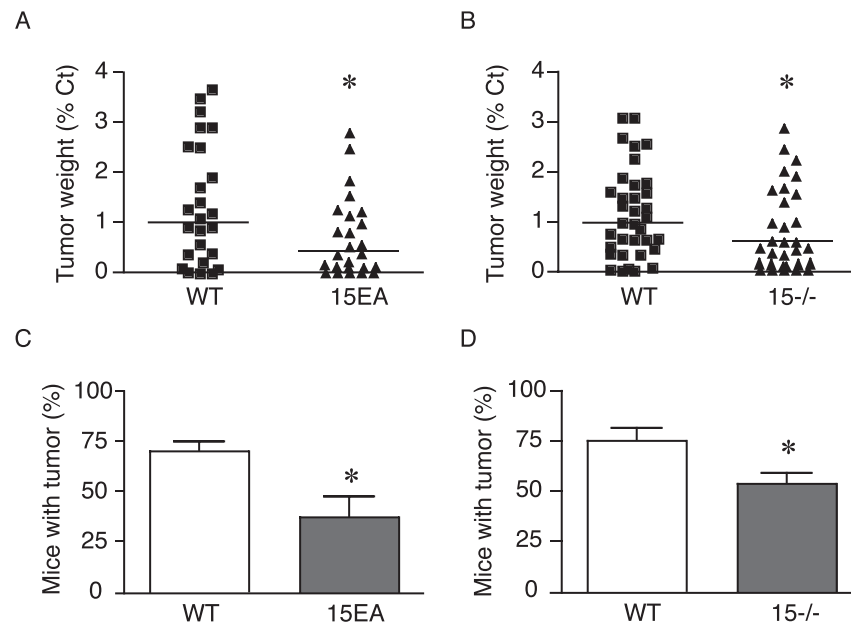 A
Tumor weight (% Ct)
4
3
2
1
0
*
WT 15EA
B
Tumor weight (% Ct)
4
3
2
1
0
*
WT 15-/-
C
Mice with tumor (%)
100
75
50
25
0
*
WT 15EA
D
Mice with tumor (%)
100
75
50
25
0
*
WT 15-/-